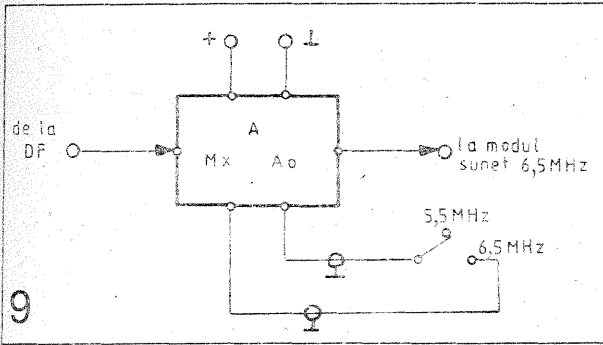 + ⊥
de la
DF
A
Mx Ao
la modul
sunet 6,5MHz
5,5MHz
6,5MHz
9